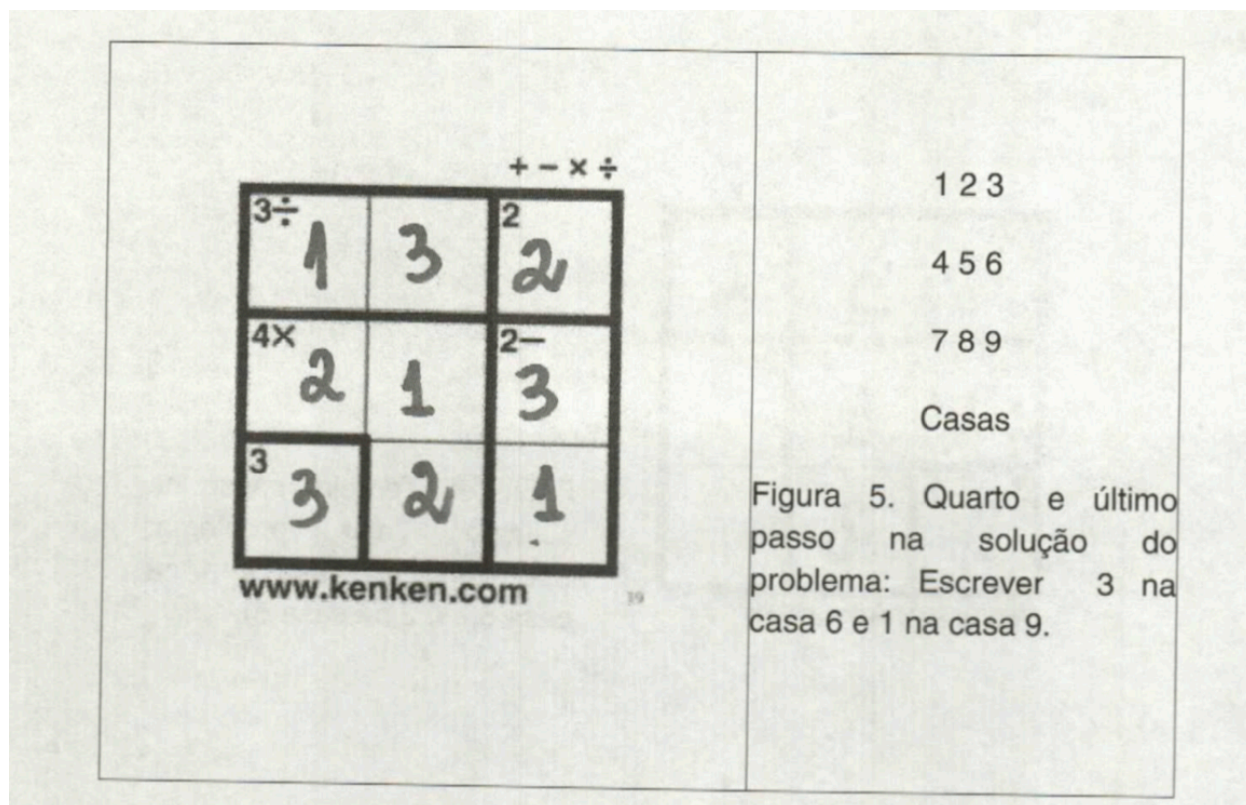 + − × ÷
3÷ 2
1 3 2
4× 2−
2 1 3
3
3 2 1
www.kenken.com
19
1 2 3
4 5 6
7 8 9
Casas
Figura 5. Quarto e último
passo na solução do
problema: Escrever 3 na
casa 6 e 1 na casa 9.